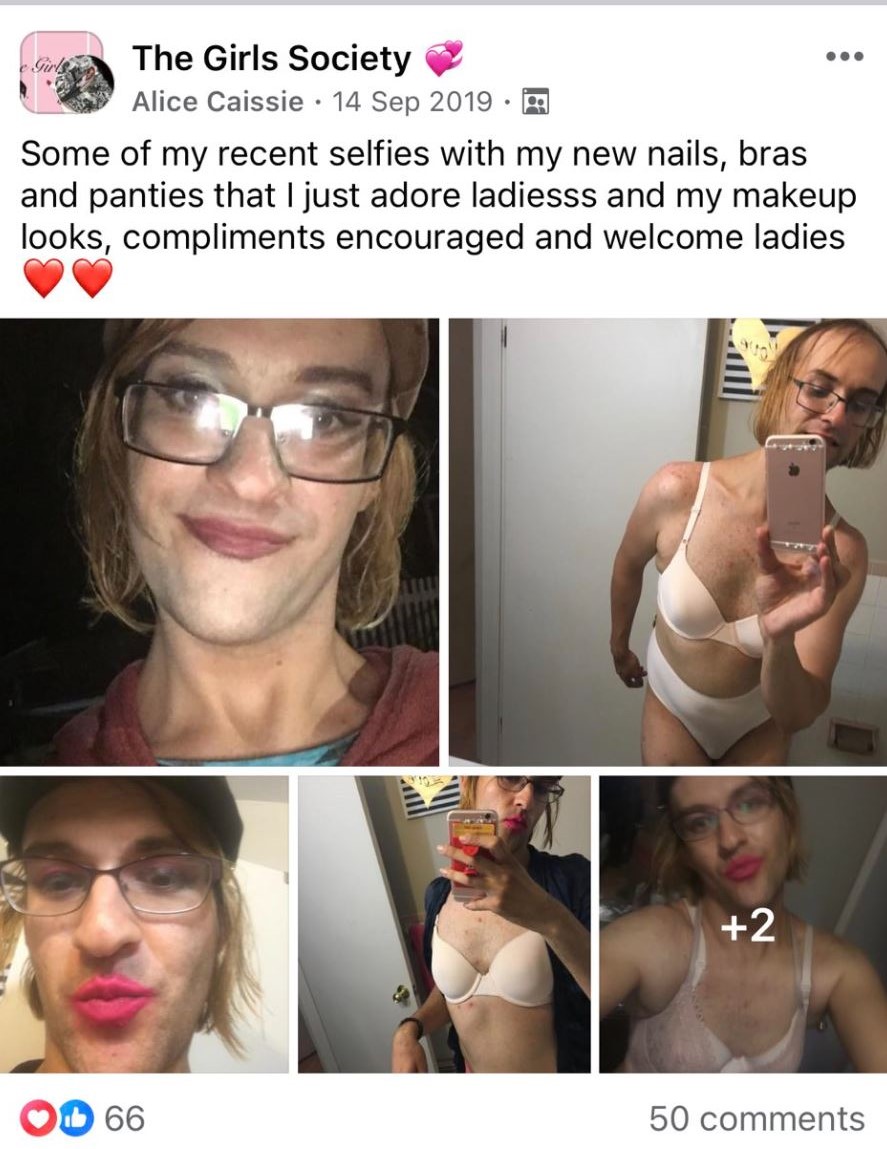 The Girls Society 💞
e Girls
Alice Caissie · 14 Sep 2019 ·
Some of my recent selfies with my new nails, bras
and panties that I just adore ladiesss and my makeup
looks, compliments encouraged and welcome ladies
❤️❤️
+2
66
50 comments